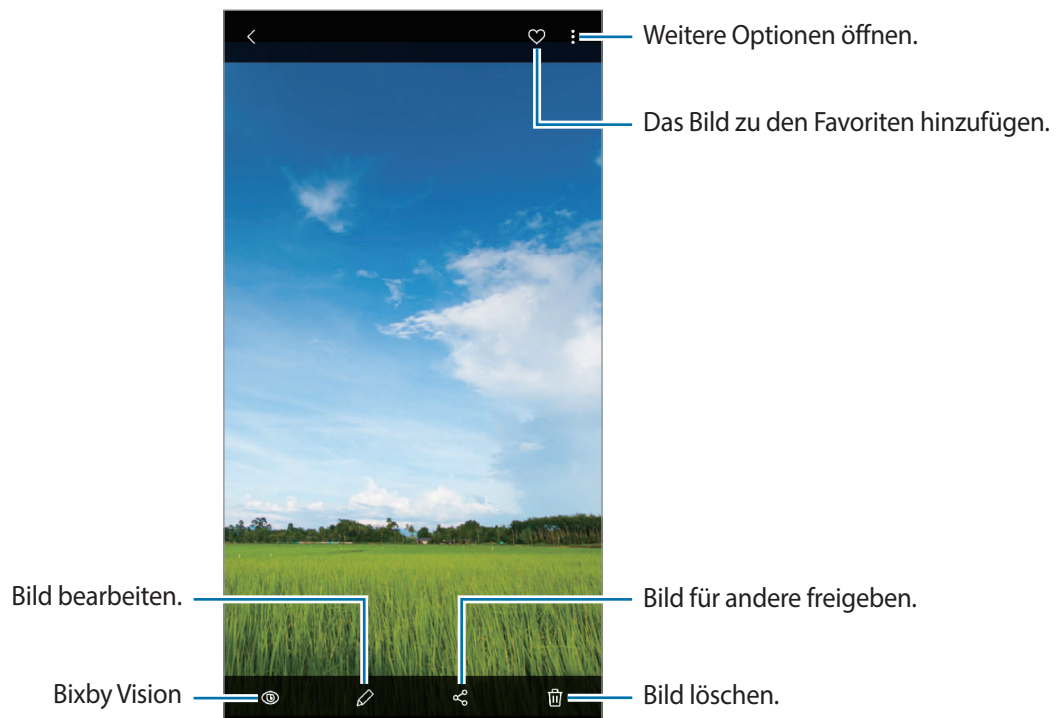 Weitere Optionen öffnen.
Das Bild zu den Favoriten hinzufügen.
Bild bearbeiten.
Bild für andere freigeben.
Bixby Vision
Bild löschen.